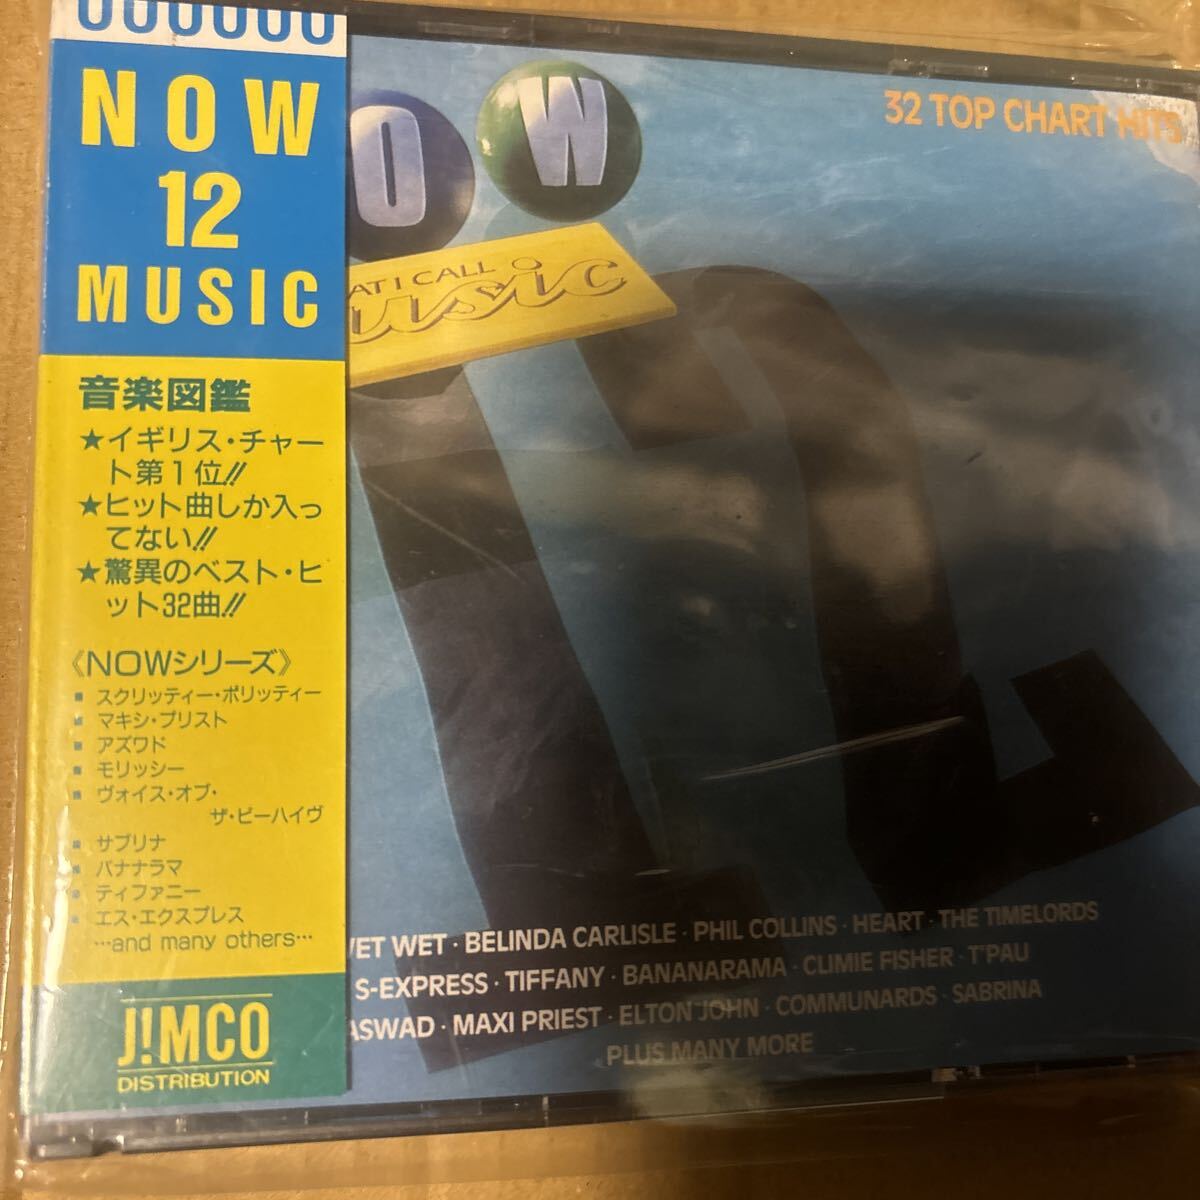 NOW
12
MUSIC
音楽図鑑
★イギリス・チャー
ト第1位!!
★ヒット曲しか入っ
てない!!
★驚異のベスト・ヒ
ット32曲!!
《NOWシリーズ》
■ スクリッティー・ポリッティー
■ マキシ・プリスト
■ アズワド
■ モリッシー
■ ヴォイス・オブ・
ザ・ビーハイヴ
■ サブリナ
■ バナナラマ
■ ティファニー
■ エス・エクスプレス
…and many others…
J!MCO
DISTRIBUTION
OW
32 TOP CHART HITS
AT I CALL
usic
VET WET · BELINDA CARLISLE · PHIL COLLINS · HEART · THE TIMELORDS
S-EXPRESS · TIFFANY · BANANARAMA · CLIMIE FISHER · T'PAU
ASWAD · MAXI PRIEST · ELTON JOHN · COMMUNARDS · SABRINA
PLUS MANY MORE